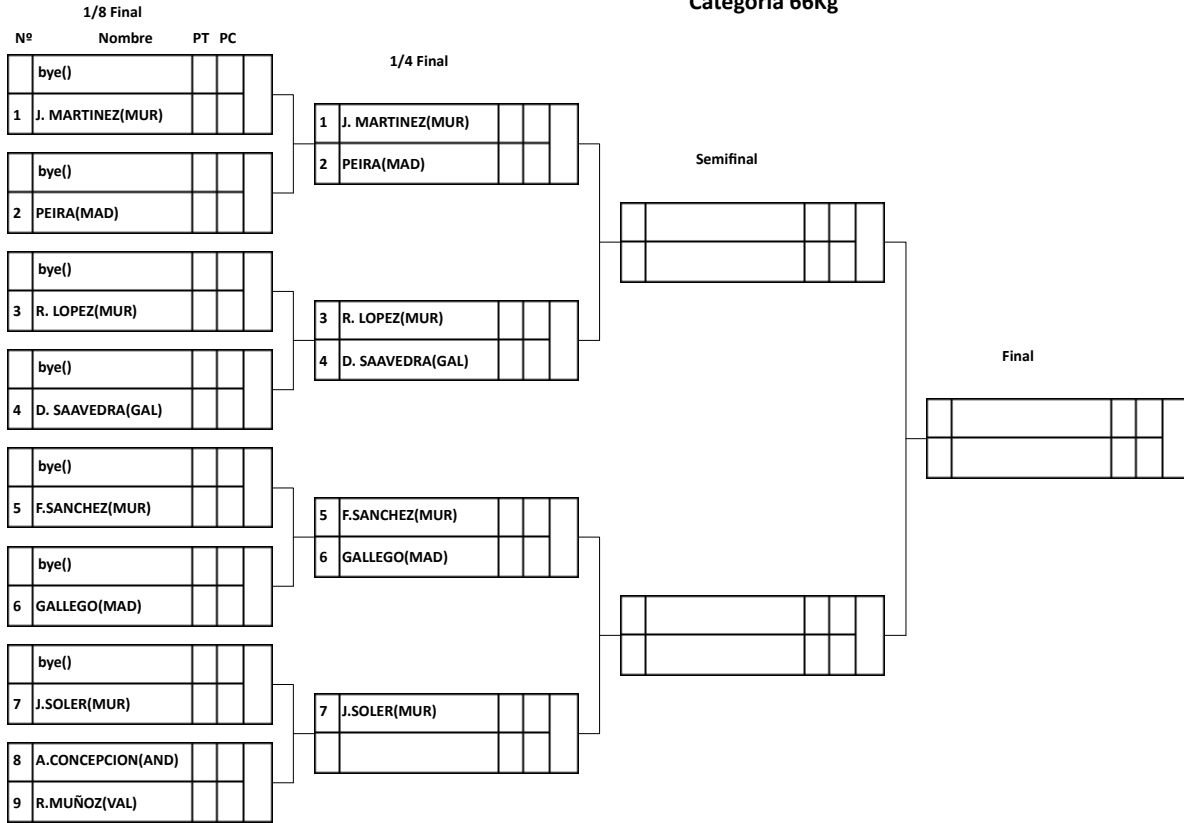 Categoría 66Kg
1/8 Final
Nº Nombre PT PC
bye()
1 J. MARTINEZ(MUR)
bye()
2 PEIRA(MAD)
bye()
3 R. LOPEZ(MUR)
bye()
4 D. SAAVEDRA(GAL)
bye()
5 F.SANCHEZ(MUR)
bye()
6 GALLEGO(MAD)
bye()
7 J.SOLER(MUR)
8 A.CONCEPCION(AND)
9 R.MUÑOZ(VAL)
1/4 Final
1 J. MARTINEZ(MUR)
2 PEIRA(MAD)
3 R. LOPEZ(MUR)
4 D. SAAVEDRA(GAL)
5 F.SANCHEZ(MUR)
6 GALLEGO(MAD)
7 J.SOLER(MUR)
Semifinal
Final